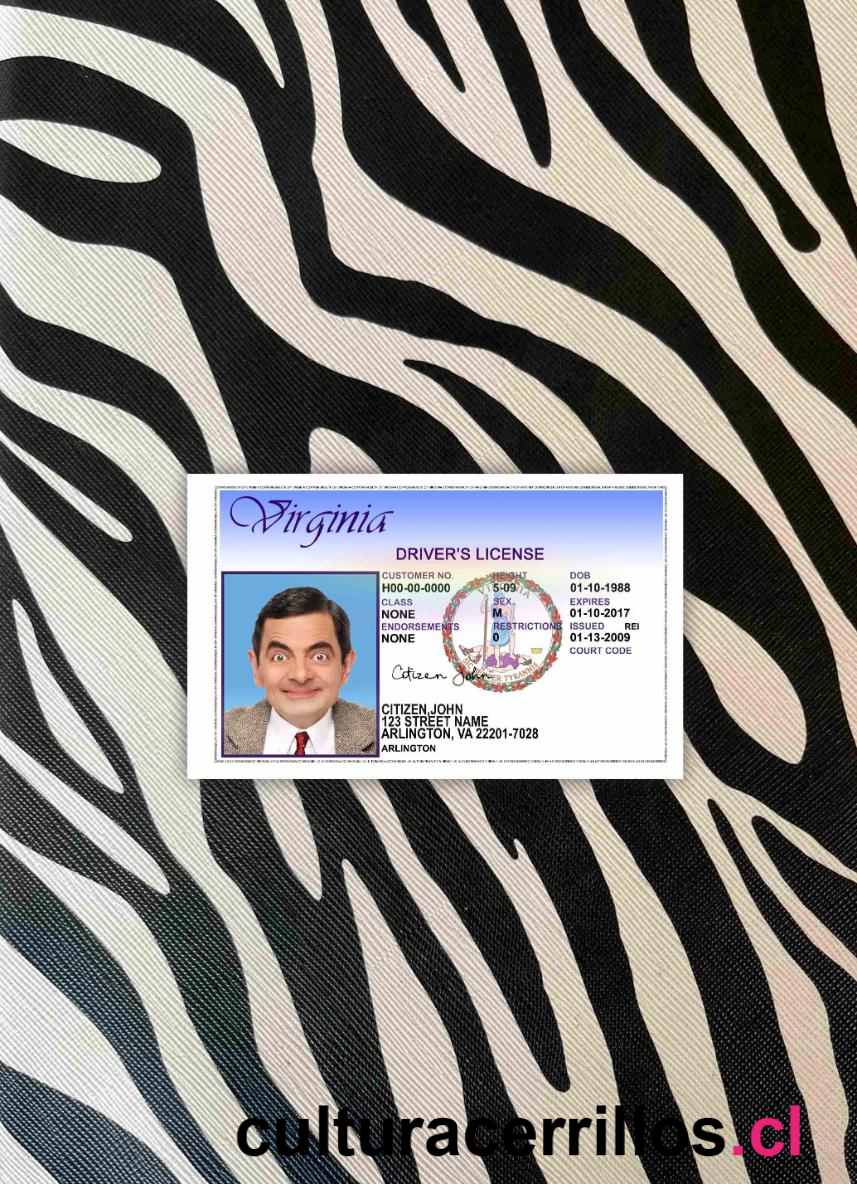 Virginia
DRIVER'S LICENSE
CUSTOMER NO. HEIGHT DOB
H00-00-0000 5-09 01-10-1988
CLASS SEX EXPIRES
NONE M 01-10-2017
ENDORSEMENTS RESTRICTIONS ISSUED REI
NONE 0 01-13-2009
COURT CODE
VIRGINIA
Citizen John
CITIZEN,JOHN
123 STREET NAME
ARLINGTON, VA 22201-7028
ARLINGTON
culturacerrillos.cl